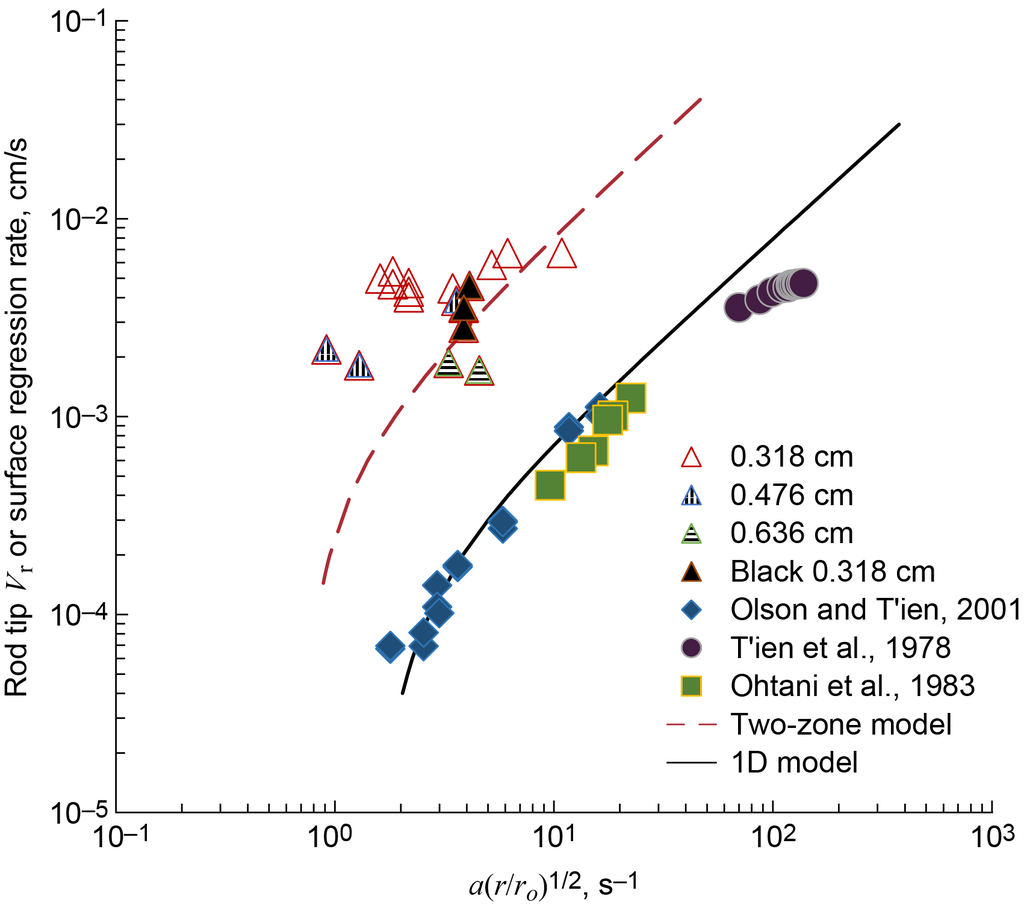 10–1
10–2
10–3
10–4
10–5
Rod tip Vr or surface regression rate, cm/s
0.318 cm
0.476 cm
0.636 cm
Black 0.318 cm
Olson and T'ien, 2001
T'ien et al., 1978
Ohtani et al., 1983
Two-zone model
1D model
10–1 100 101 102 103
a(r/ro)1/2, s–1